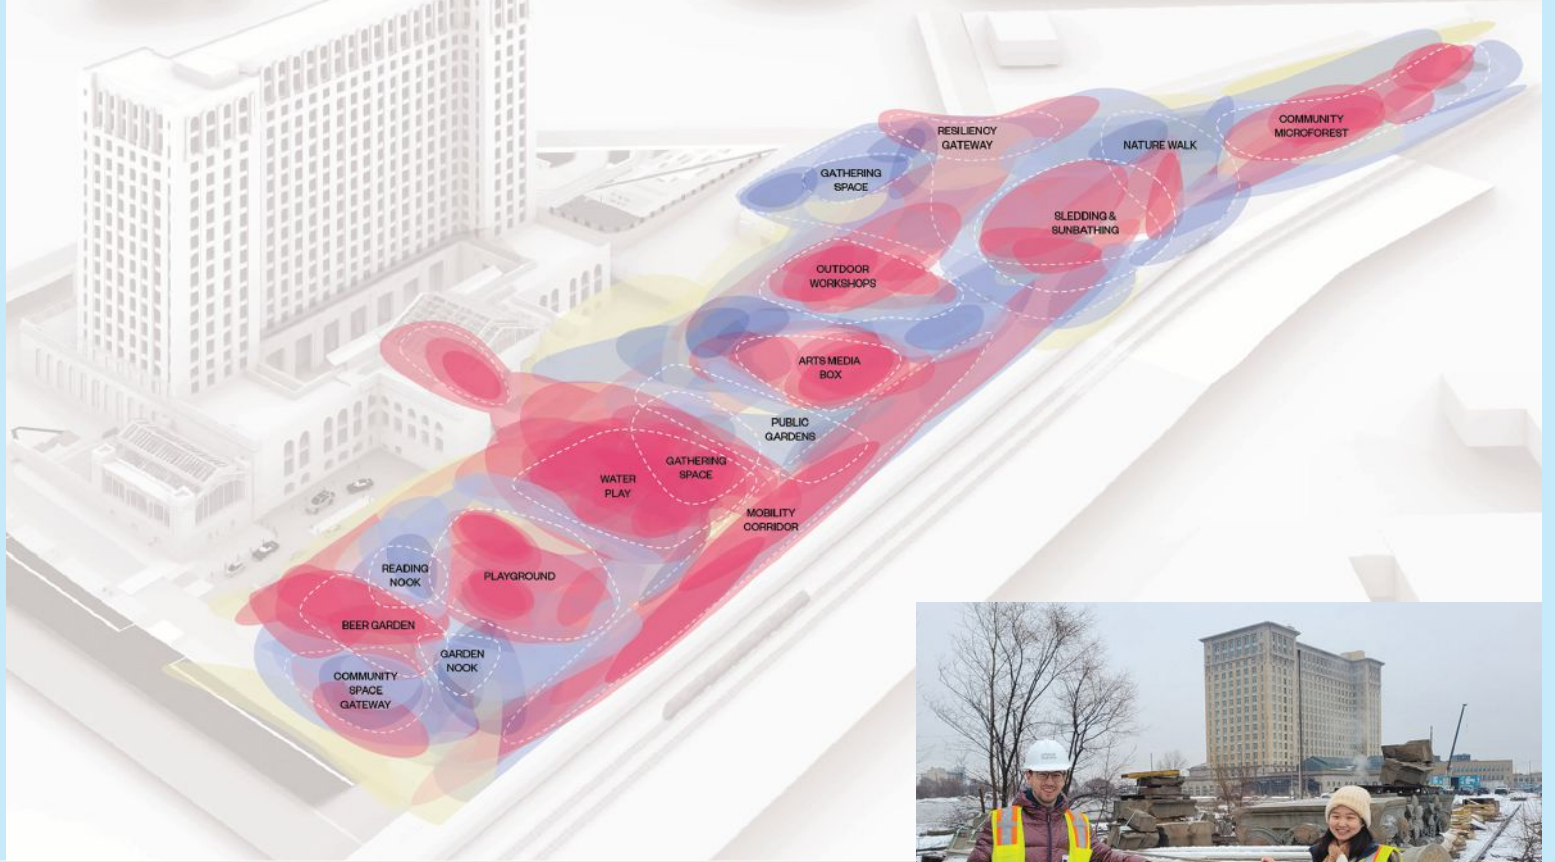 COMMUNITY
MICROFOREST
RESILIENCY
GATEWAY
NATURE WALK
GATHERING
SPACE
SLEDDING &
SUNBATHING
OUTDOOR
WORKSHOPS
ARTS MEDIA
BOX
PUBLIC
GARDENS
GATHERING
SPACE
WATER
PLAY
MOBILITY
CORRIDOR
READING
NOOK
PLAYGROUND
BEER GARDEN
GARDEN
NOOK
COMMUNITY
SPACE
GATEWAY